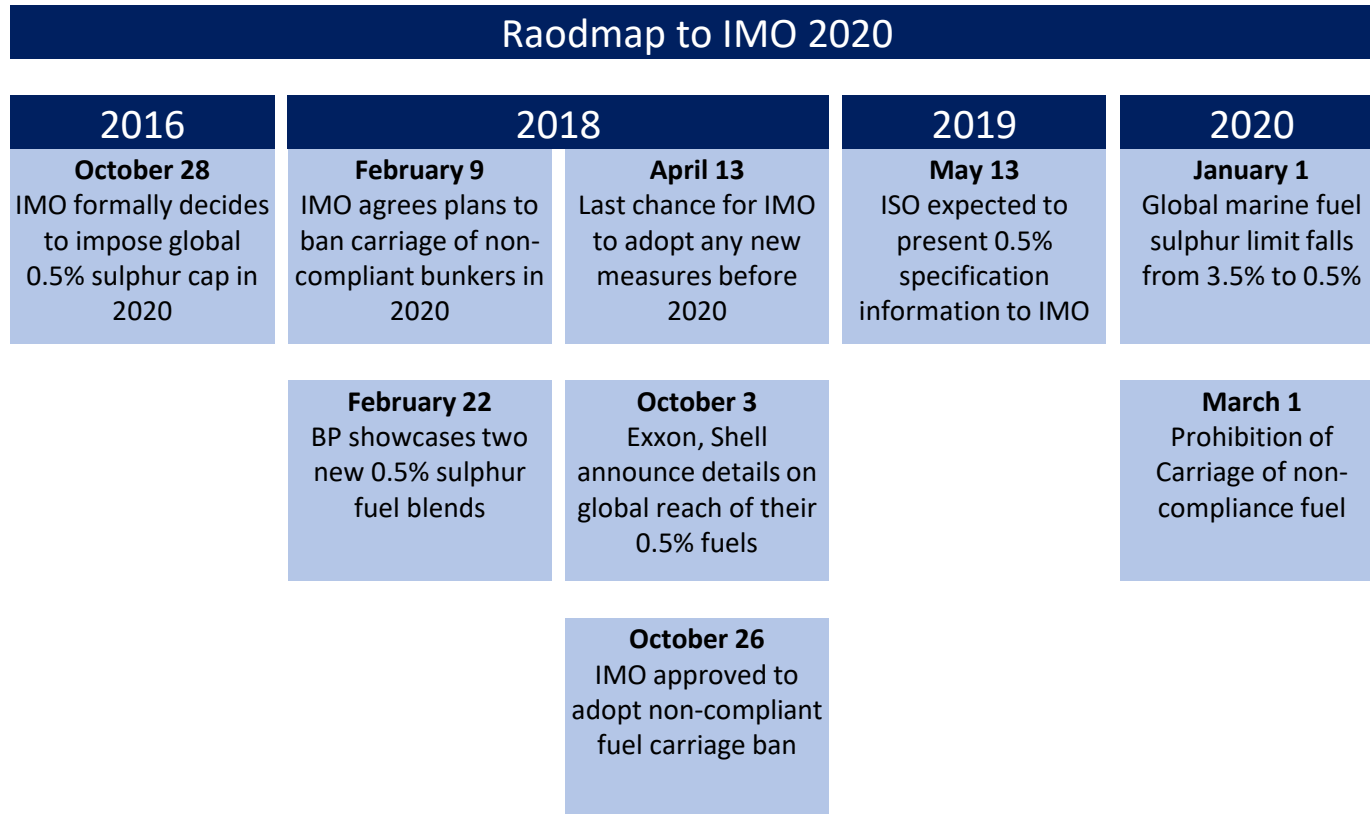 Raodmap to IMO 2020
2016
October 28
IMO formally decides
to impose global
0.5% sulphur cap in
2020
2018
February 9
IMO agrees plans to
ban carriage of non-
compliant bunkers in
2020
February 22
BP showcases two
new 0.5% sulphur
fuel blends
April 13
Last chance for IMO
to adopt any new
measures before
2020
October 3
Exxon, Shell
announce details on
global reach of their
0.5% fuels
October 26
IMO approved to
adopt non-compliant
fuel carriage ban
2019
May 13
ISO expected to
present 0.5%
specification
information to IMO
2020
January 1
Global marine fuel
sulphur limit falls
from 3.5% to 0.5%
March 1
Prohibition of
Carriage of non-
compliance fuel